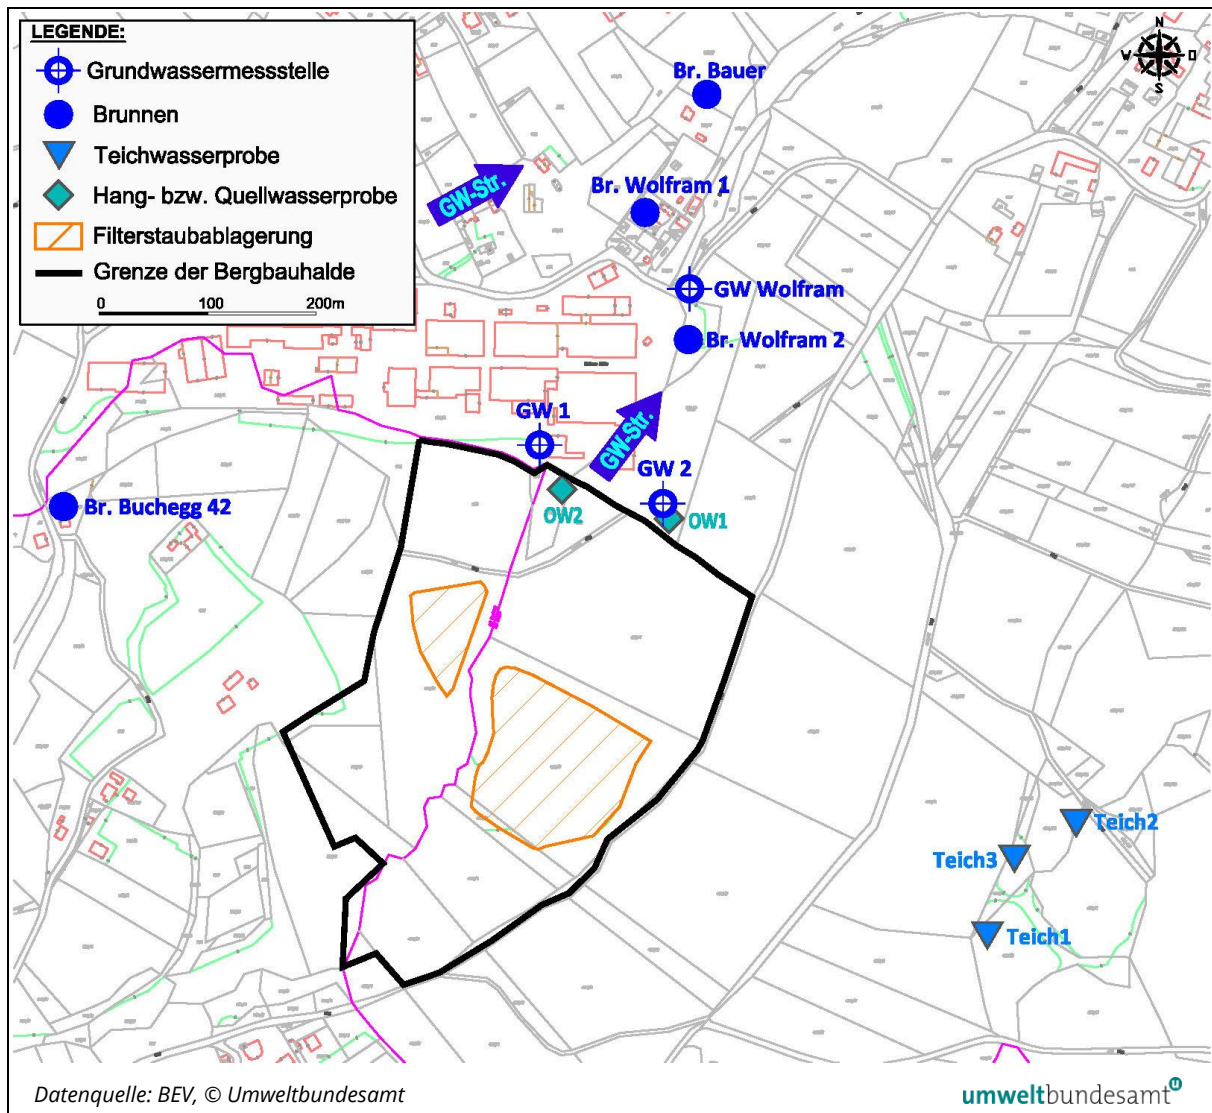 LEGENDE:
Grundwassermessstelle
Brunnen
Teichwasserprobe
Hang- bzw. Quellwasserprobe
Filterstaubablagerung
Grenze der Bergbauhalde
0 100 200m
N
W O
S
Br. Bauer
GW-Str.
Br. Wolfram 1
GW Wolfram
Br. Wolfram 2
GW 1
GW-Str.
GW 2
Br. Buchegg 42
OW2
OW1
Teich2
Teich3
Teich1
Datenquelle: BEV, © Umweltbundesamt
umweltbundesamt
u